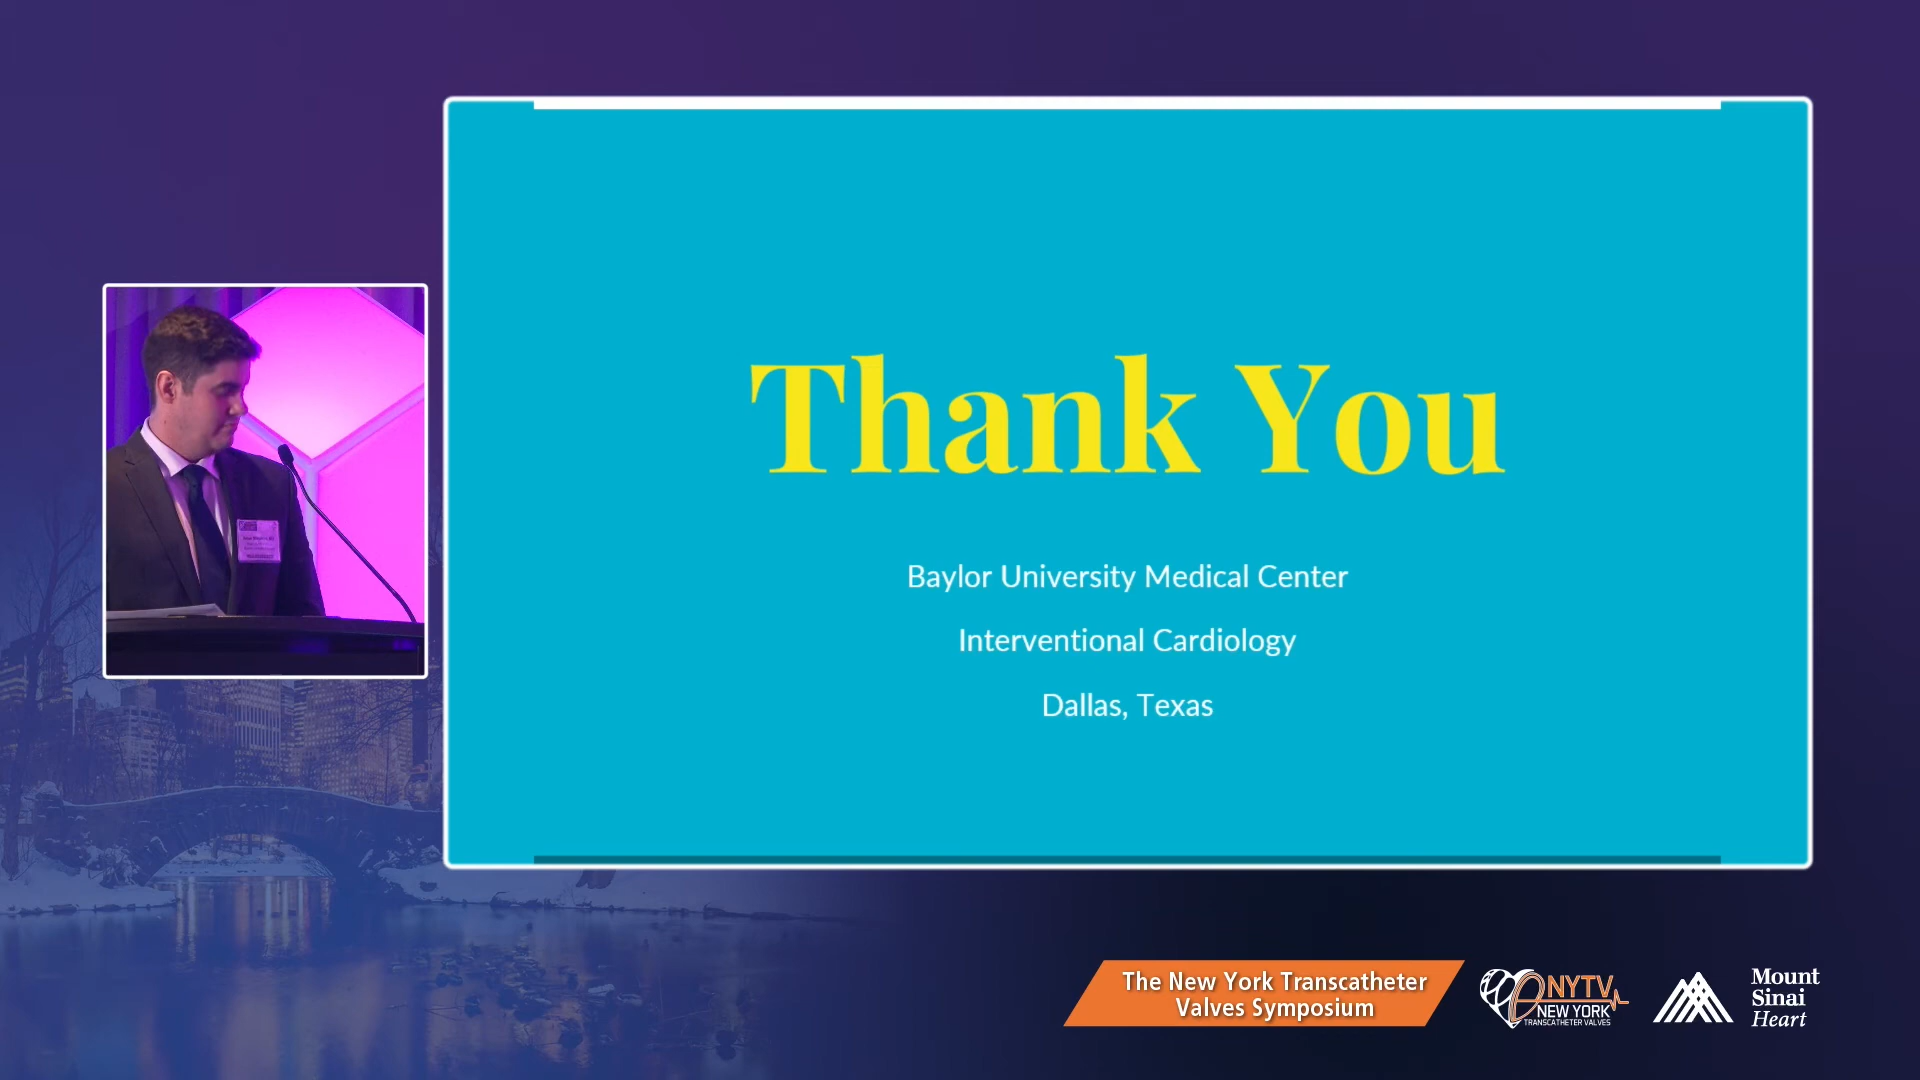 Thank You
Baylor University Medical Center
Interventional Cardiology
Dallas, Texas
The New York Transcatheter
Valves Symposium
NYTV
NEW YORK
TRANSCATHETER VALVES
Mount
Sinai
Heart